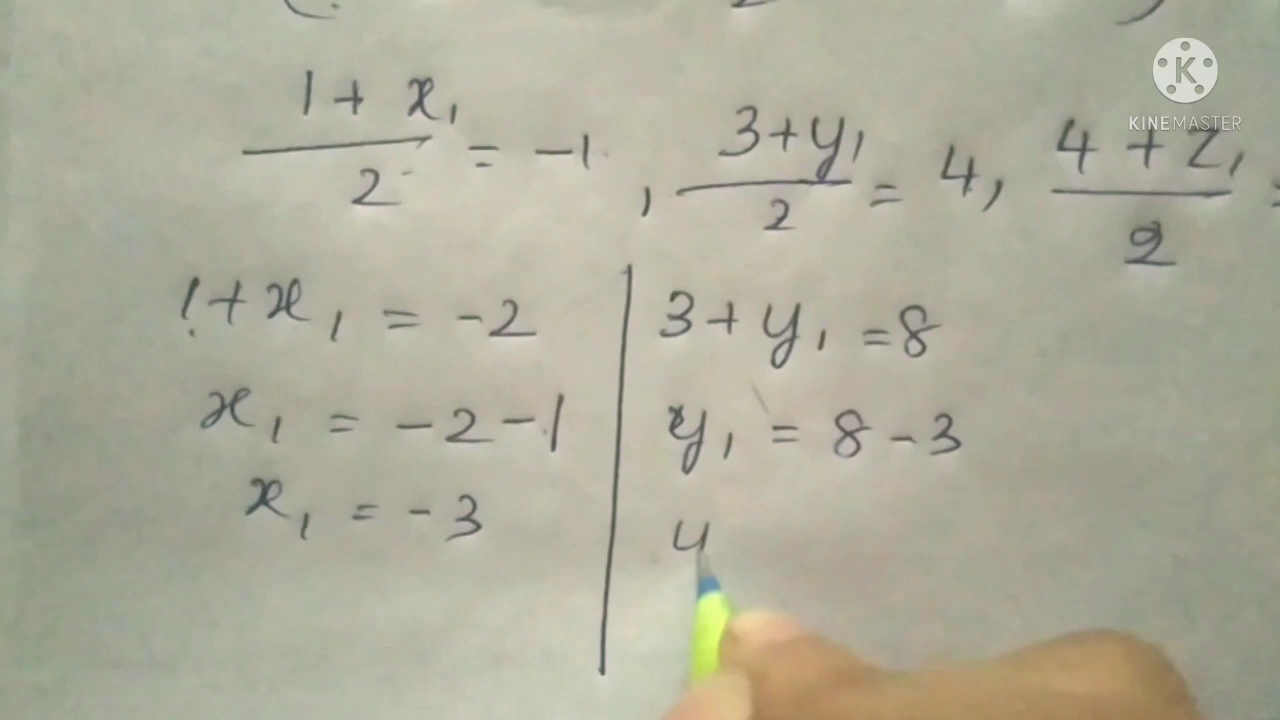 K
KINEMASTER
(1 + x₁)/2 = -1, (3 + y₁)/2 = 4, (4 + z₁)/2 =
1 + x₁ = -2
x₁ = -2 - 1
x₁ = -3
3 + y₁ = 8
y₁ = 8 - 3
y